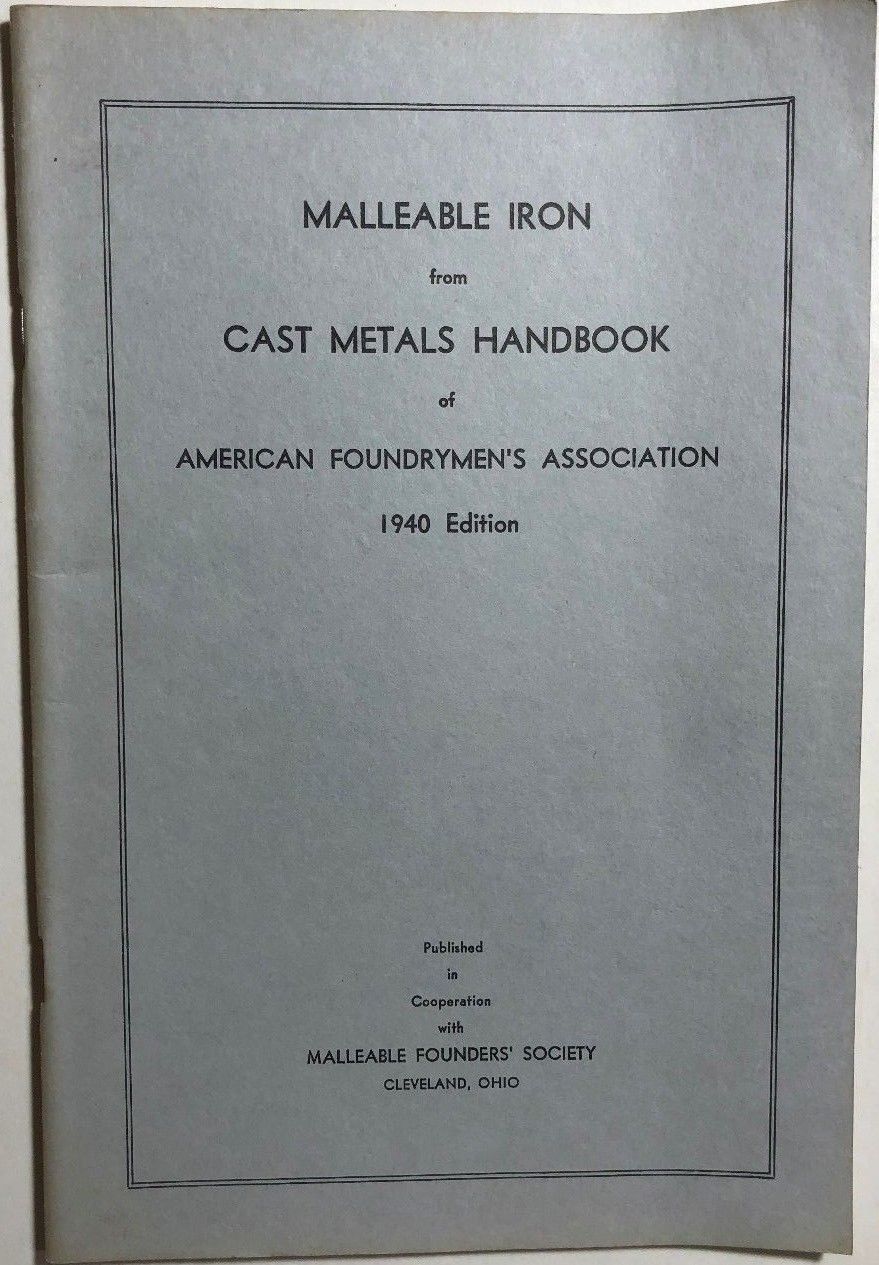 MALLEABLE IRON
from
CAST METALS HANDBOOK
of
AMERICAN FOUNDRYMEN'S ASSOCIATION
1940 Edition
Published
in
Cooperation
with
MALLEABLE FOUNDERS' SOCIETY
CLEVELAND, OHIO